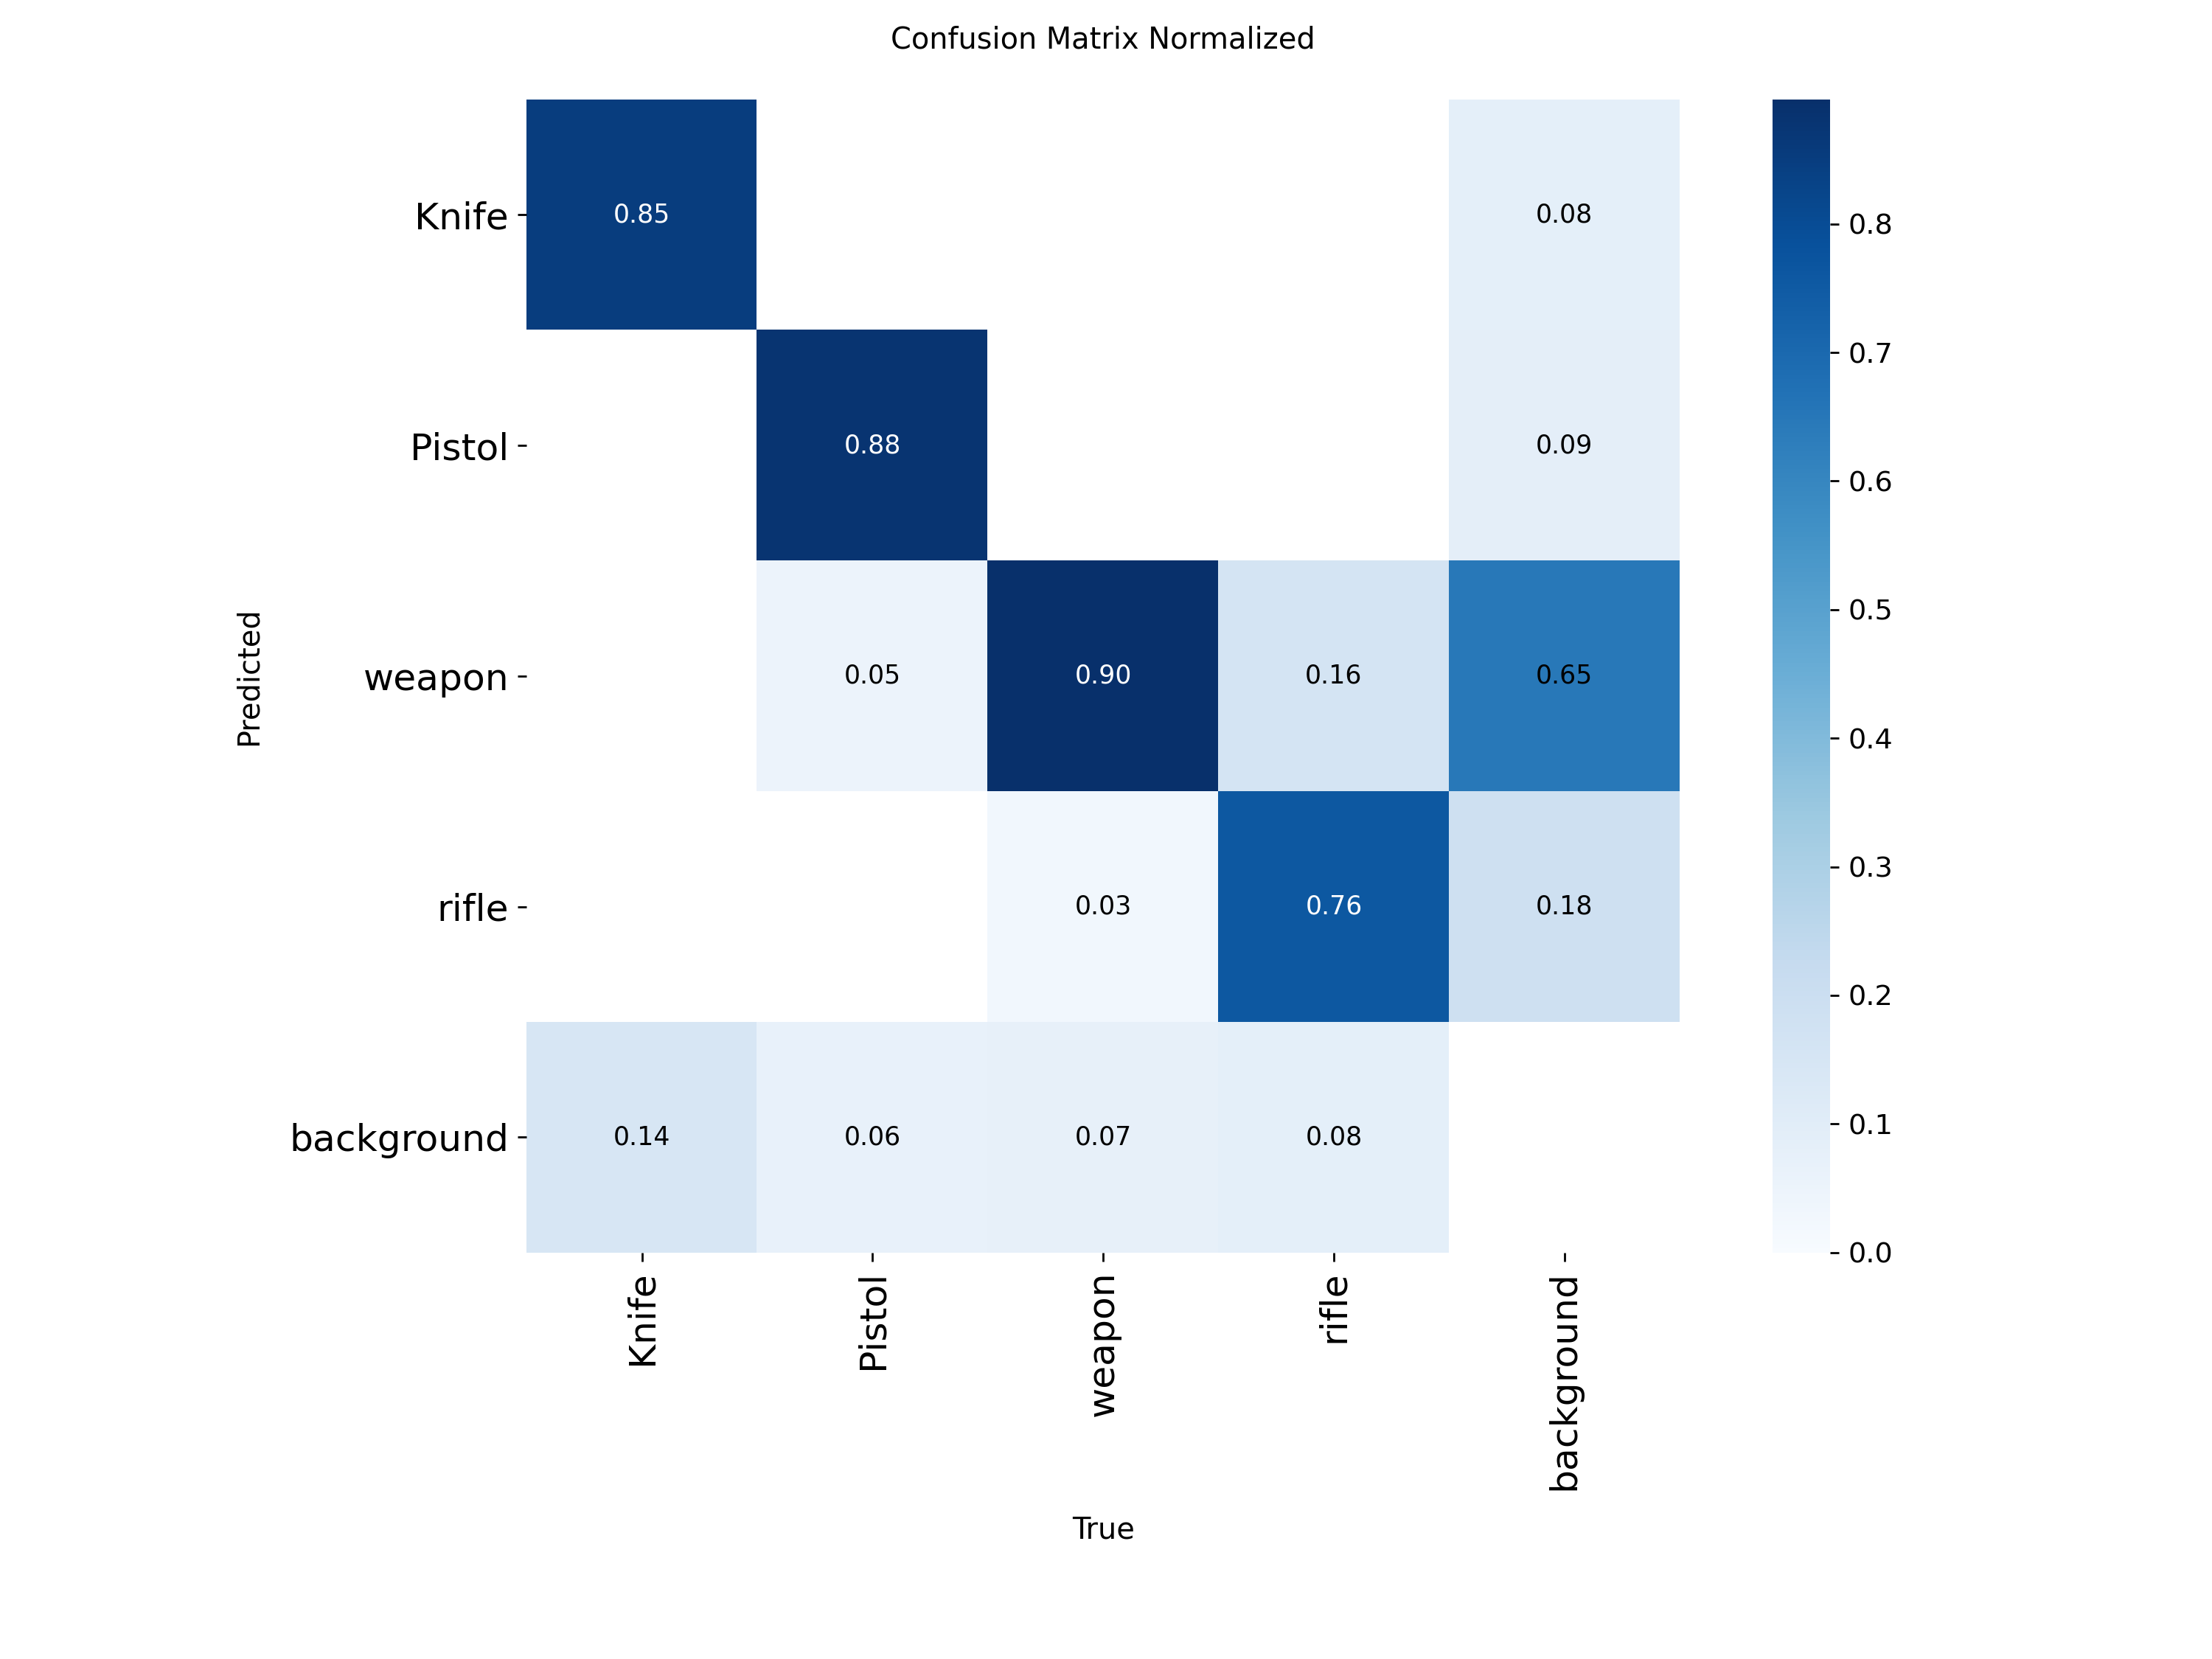 Confusion Matrix Normalized
Knife
0.85
0.08
0.8
0.7
Pistol
0.88
0.09
0.6
0.5
Predicted
weapon
0.05
0.90
0.16
0.65
0.4
0.3
rifle
0.03
0.76
0.18
0.2
0.1
background
0.14
0.06
0.07
0.08
0.0
Knife
Pistol
weapon
rifle
background
True